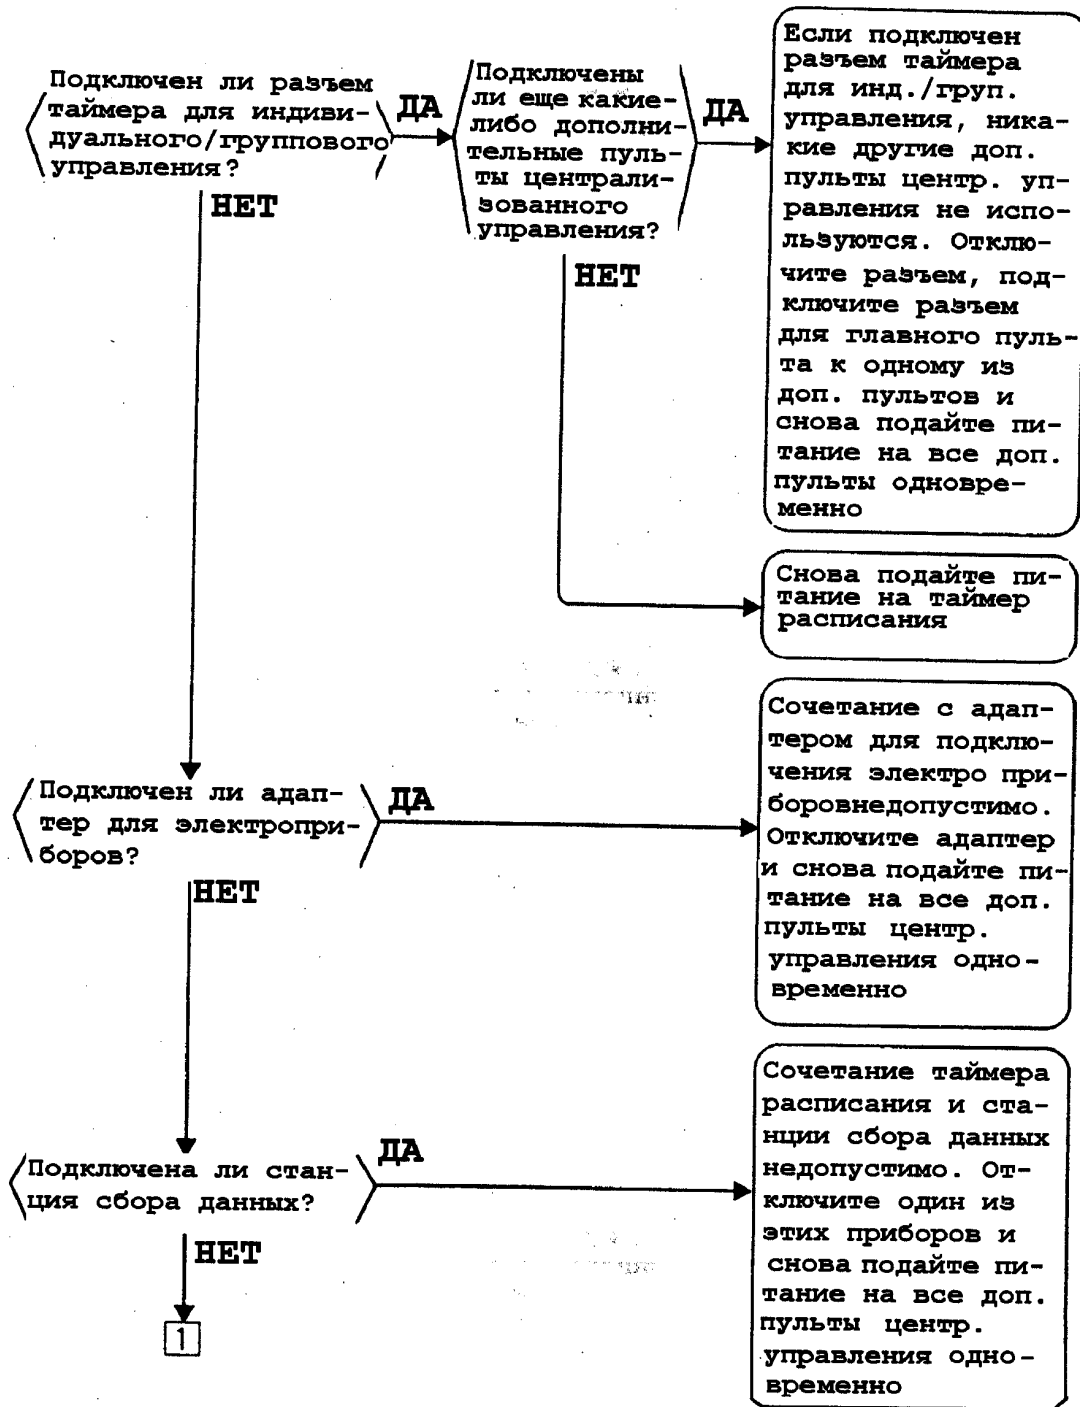 Подключен ли разъем
таймера для индиви-
дуального/группового
управления?
ДА
НЕТ
Подключены
ли еще какие-
либо дополни-
тельные пуль-
ты централи-
зованного
управления?
ДА
НЕТ
Если подключен
разъем таймера
для инд./груп.
управления, ника-
кие другие доп.
пульты центр. уп-
равления не испо-
льзуются. Отклю-
чите разъем, под-
ключите разъем
для главного пуль-
та к одному из
доп. пультов и
снова подайте пи-
тание на все доп.
пульты одновре-
менно
Снова подайте пи-
тание на таймер
расписания
Подключен ли адап-
тер для электропри-
боров?
ДА
НЕТ
Сочетание с адап-
тером для подклю-
чения электро при-
боровнедопустимо.
Отключите адаптер
и снова подайте пи-
тание на все доп.
пульты центр.
управления одно-
временно
Подключена ли стан-
ция сбора данных?
ДА
НЕТ
1
Сочетание таймера
расписания и ста-
нции сбора данных
недопустимо. От-
ключите один из
этих приборов и
снова подайте пи-
тание на все доп.
пульты центр.
управления одно-
временно